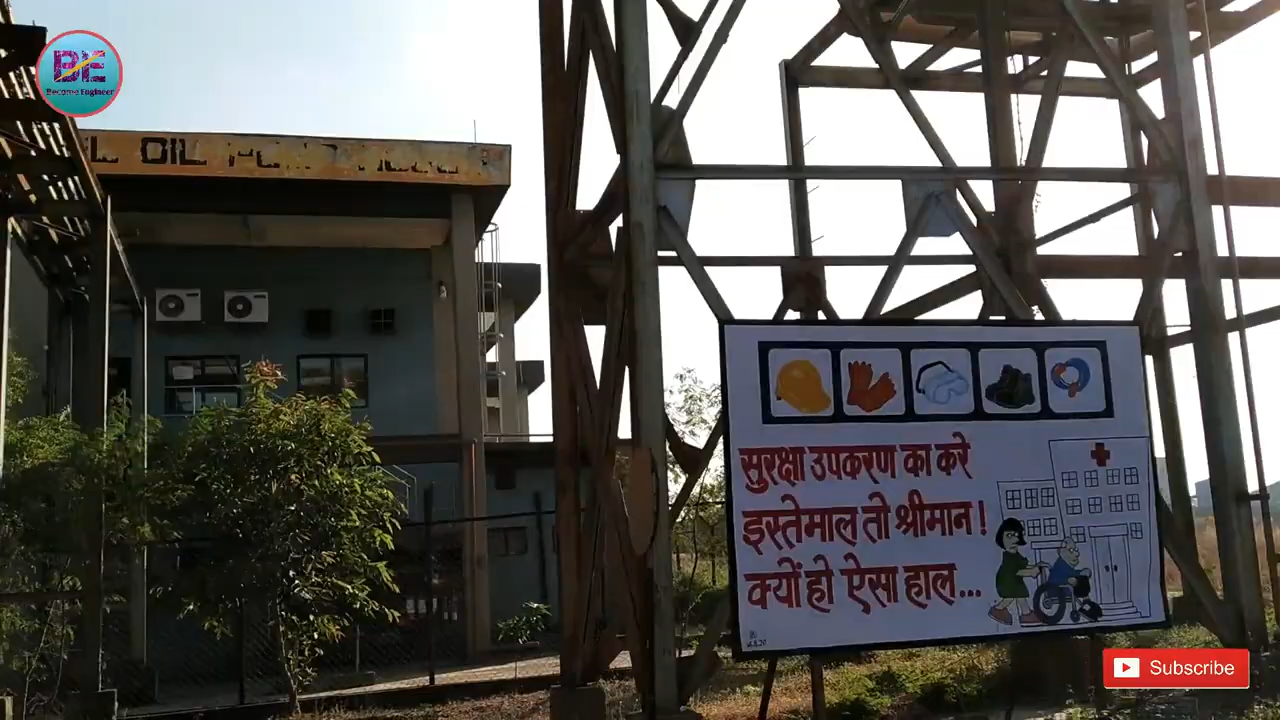 BE
Become Engineer
OIL
सुरक्षा उपकरण का करे
इस्तेमाल तो श्रीमान!
क्यों हो ऐसा हाल...
Subscribe